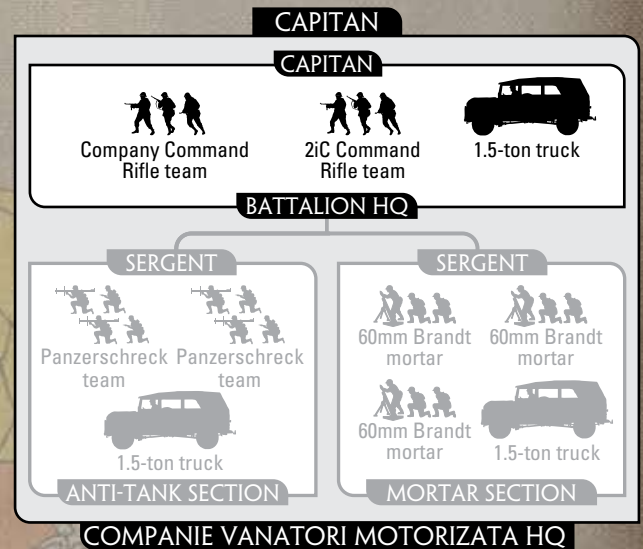 CAPITAN
CAPITAN
Company Command
Rifle team
2iC Command
Rifle team
1.5-ton truck
BATTALION HQ
SERGENT
Panzerschreck
team
Panzerschreck
team
1.5-ton truck
ANTI-TANK SECTION
SERGENT
60mm Brandt
mortar
60mm Brandt
mortar
60mm Brandt
mortar
1.5-ton truck
MORTAR SECTION
COMPANIE VANATORI MOTORIZATA HQ